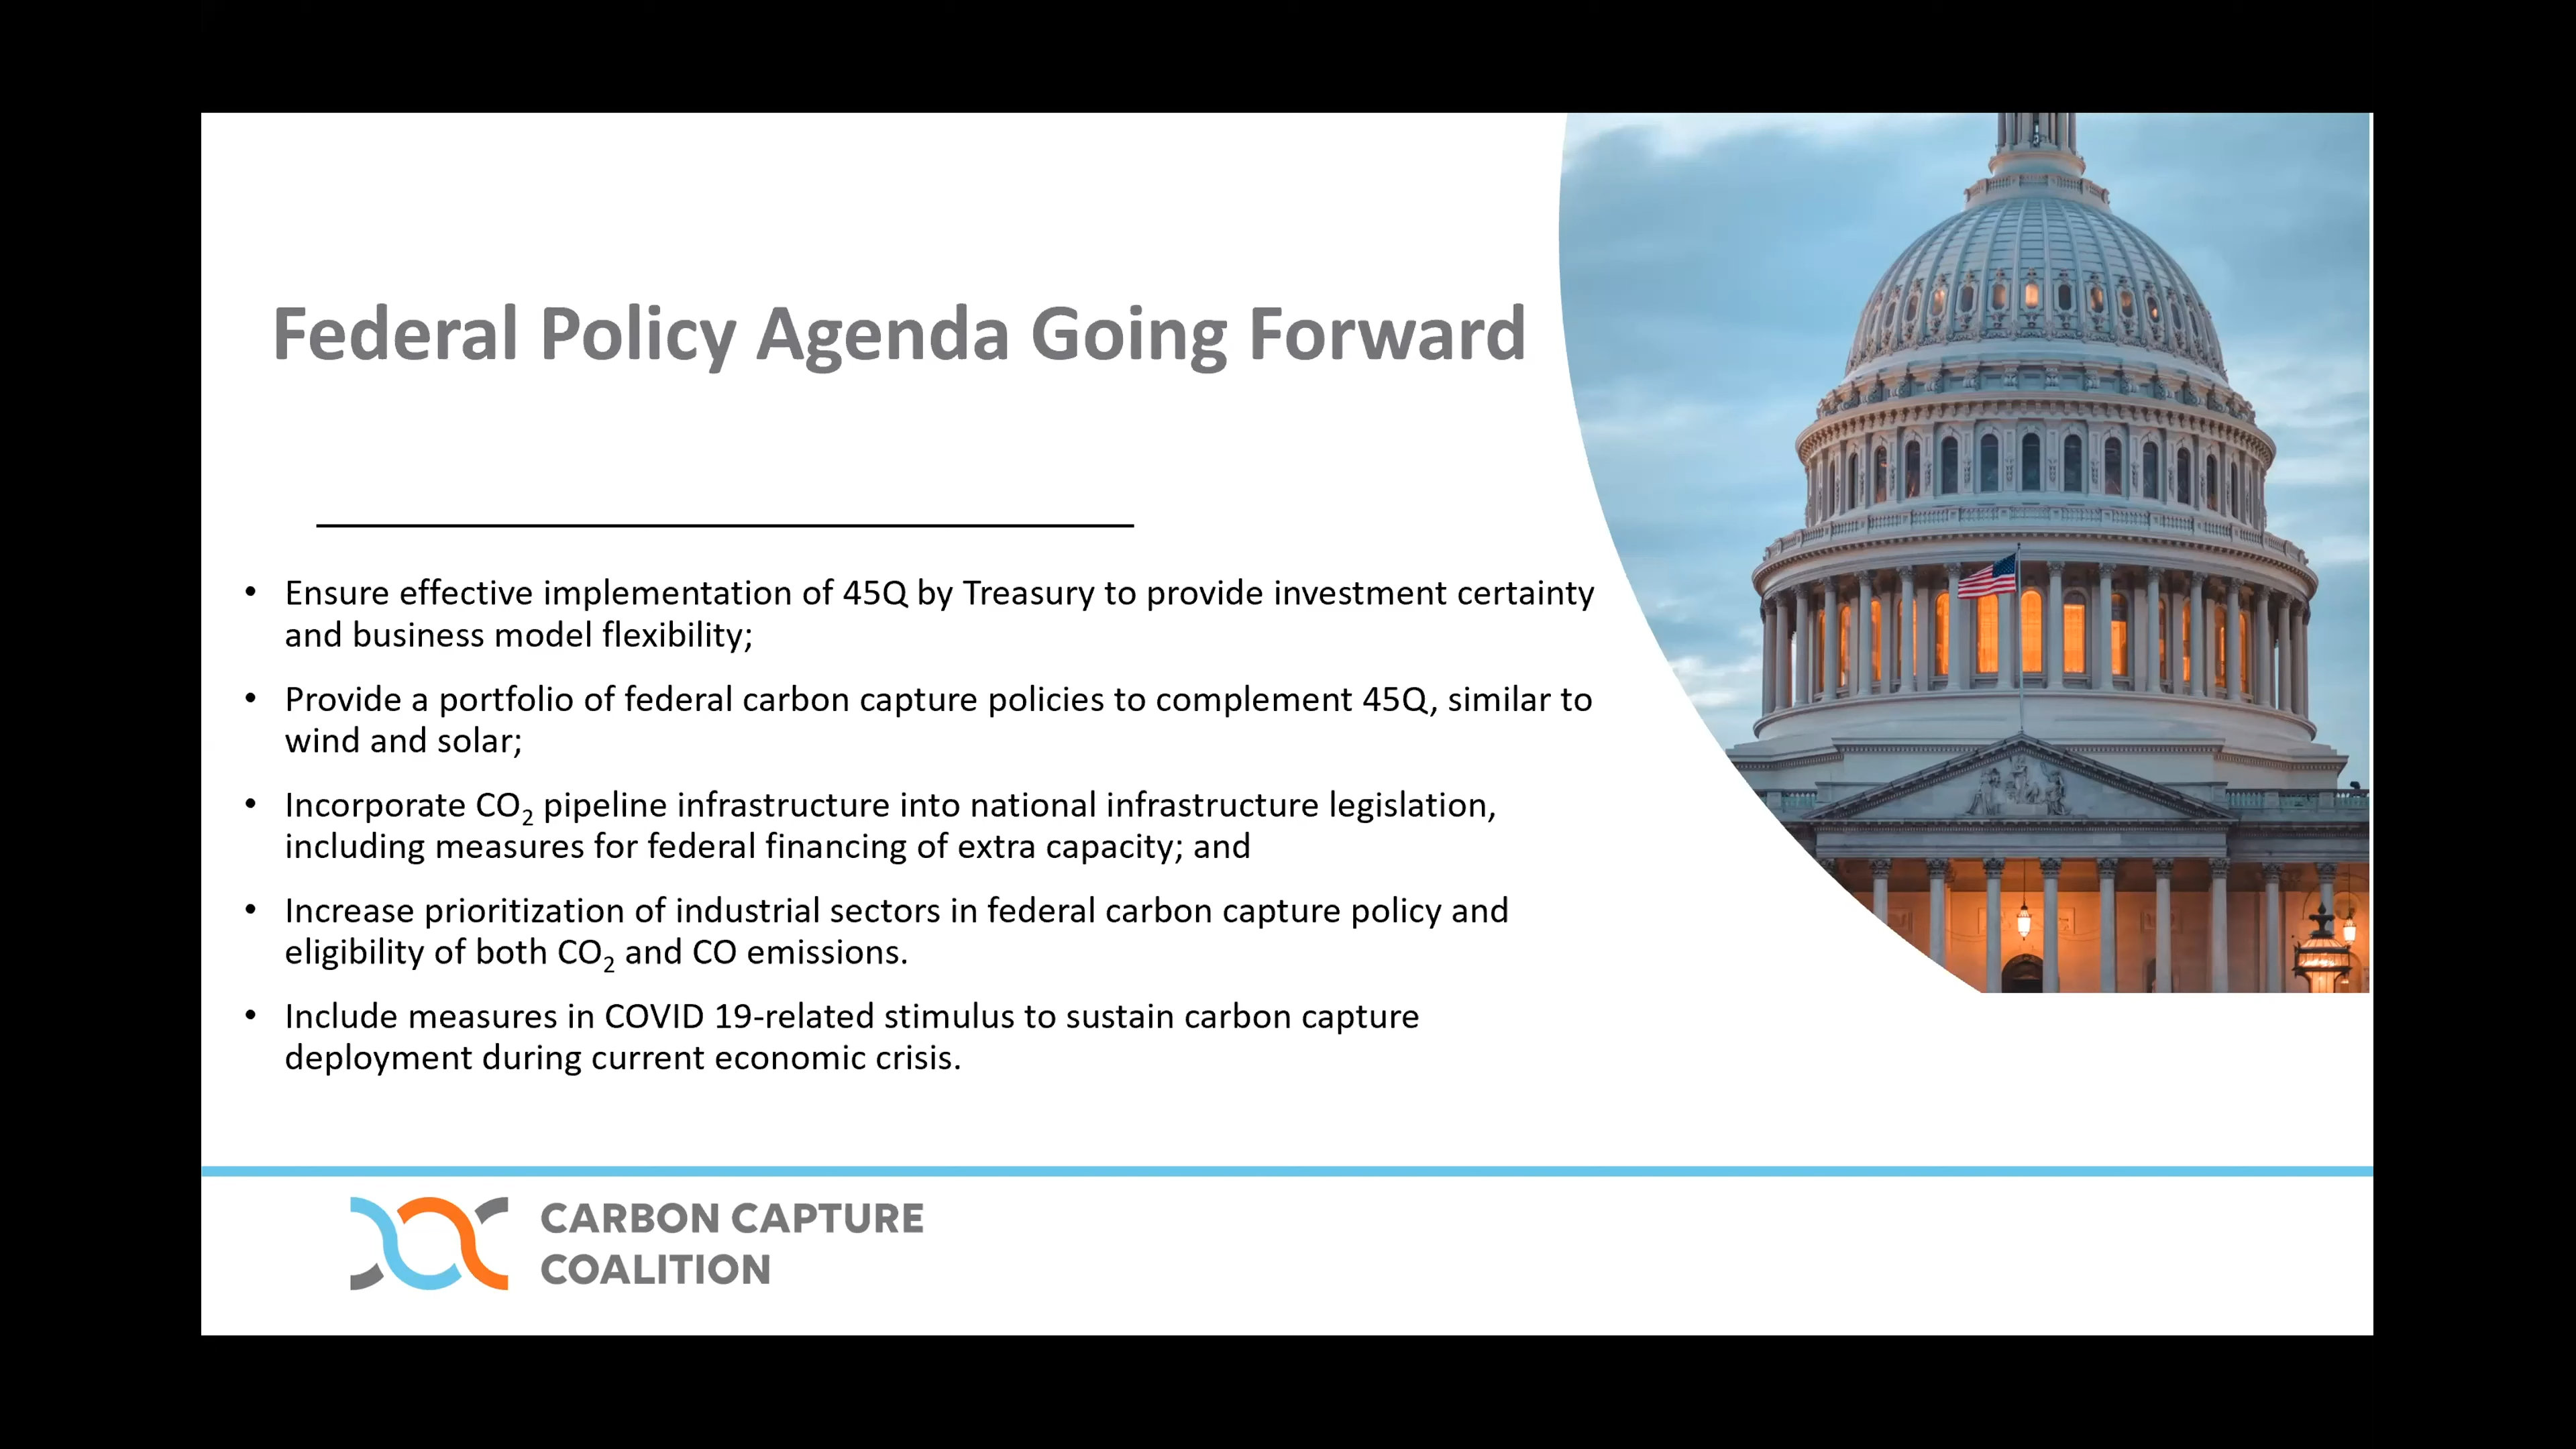 Federal Policy Agenda Going Forward
• Ensure effective implementation of 45Q by Treasury to provide investment certainty
and business model flexibility;
• Provide a portfolio of federal carbon capture policies to complement 45Q, similar to
wind and solar;
• Incorporate CO₂ pipeline infrastructure into national infrastructure legislation,
including measures for federal financing of extra capacity; and
• Increase prioritization of industrial sectors in federal carbon capture policy and
eligibility of both CO₂ and CO emissions.
• Include measures in COVID 19-related stimulus to sustain carbon capture
deployment during current economic crisis.
CARBON CAPTURE
COALITION